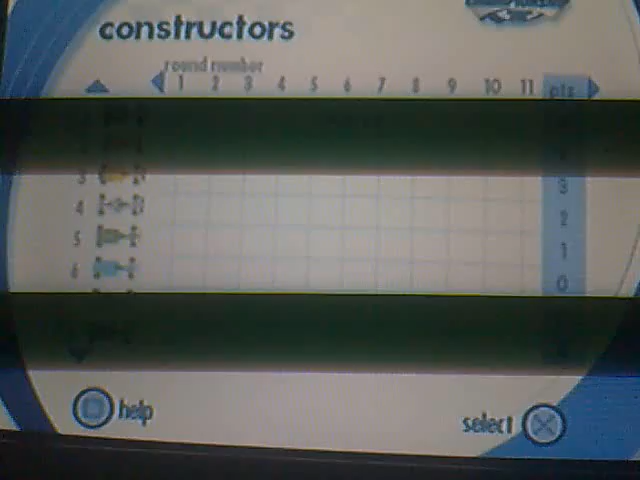 constructors
round number
1 2 3 4 5 6 7 8 9 10 11 pts
3 3
4 2
5 1
6 0
help
select